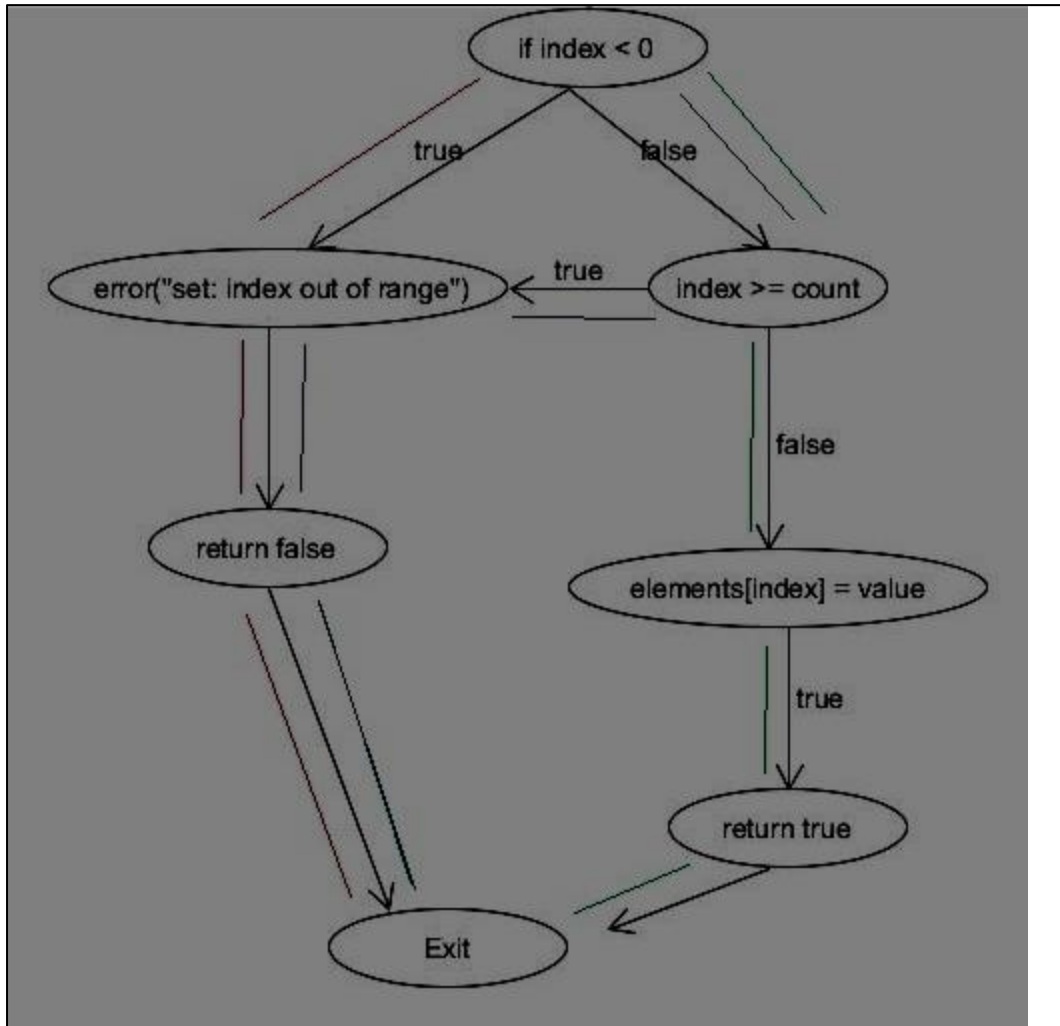 if index < 0
true
false
error("set: index out of range")
true
index >= count
false
return false
elements[index] = value
true
return true
Exit